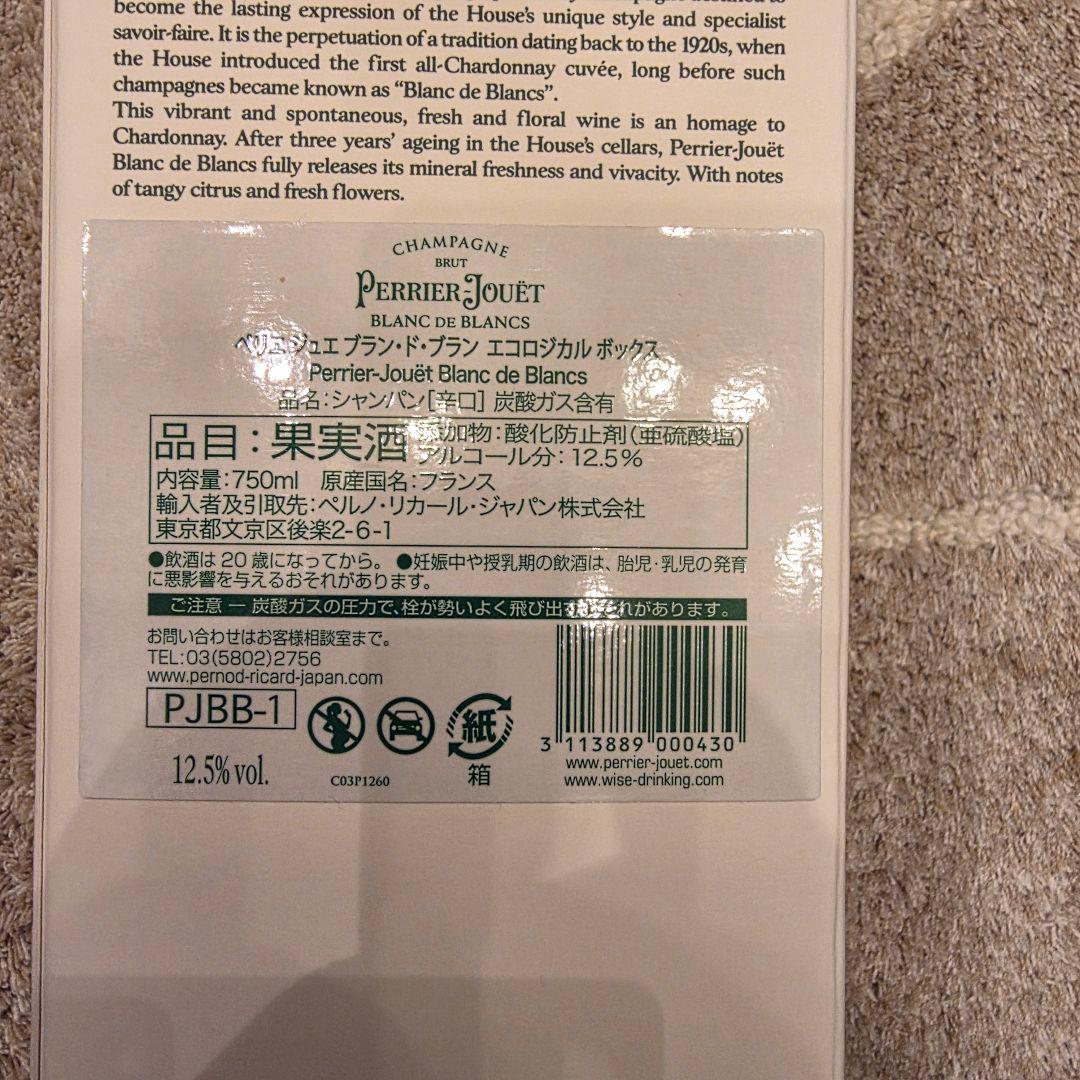 become the lasting expression of the House's unique style and specialist
savoir-faire. It is the perpetuation of a tradition dating back to the 1920s, when
the House introduced the first all-Chardonnay cuvée, long before such
champagnes became known as “Blanc de Blancs”.
This vibrant and spontaneous, fresh and floral wine is an homage to
Chardonnay. After three years' ageing in the House's cellars, Perrier-Jouët
Blanc de Blancs fully releases its mineral freshness and vivacity. With notes
of tangy citrus and fresh flowers.
CHAMPAGNE
BRUT
PERRIER-JOUËT
BLANC DE BLANCS
ペリエ ジュエ ブラン・ド・ブラン エコロジカル ボックス
Perrier-Jouët Blanc de Blancs
品名：シャンパン[辛口] 炭酸ガス含有
品目：果実酒 添加物：酸化防止剤（亜硫酸塩）
アルコール分：12.5％
内容量：750ml 原産国名：フランス
輸入者及引取先：ペルノ・リカール・ジャパン株式会社
東京都文京区後楽2-6-1
●飲酒は20歳になってから。 ●妊娠中や授乳期の飲酒は、胎児・乳児の発育
に悪影響を与えるおそれがあります。
ご注意 ― 炭酸ガスの圧力で、栓が勢いよく飛び出すおそれがあります。
お問い合わせはお客様相談室まで。
TEL:03(5802)2756
www.pernod-ricard-japan.com
PJBB-1
紙
箱
12.5% vol.
C03P1260
3 113889 000430
www.perrier-jouet.com
www.wise-drinking.com